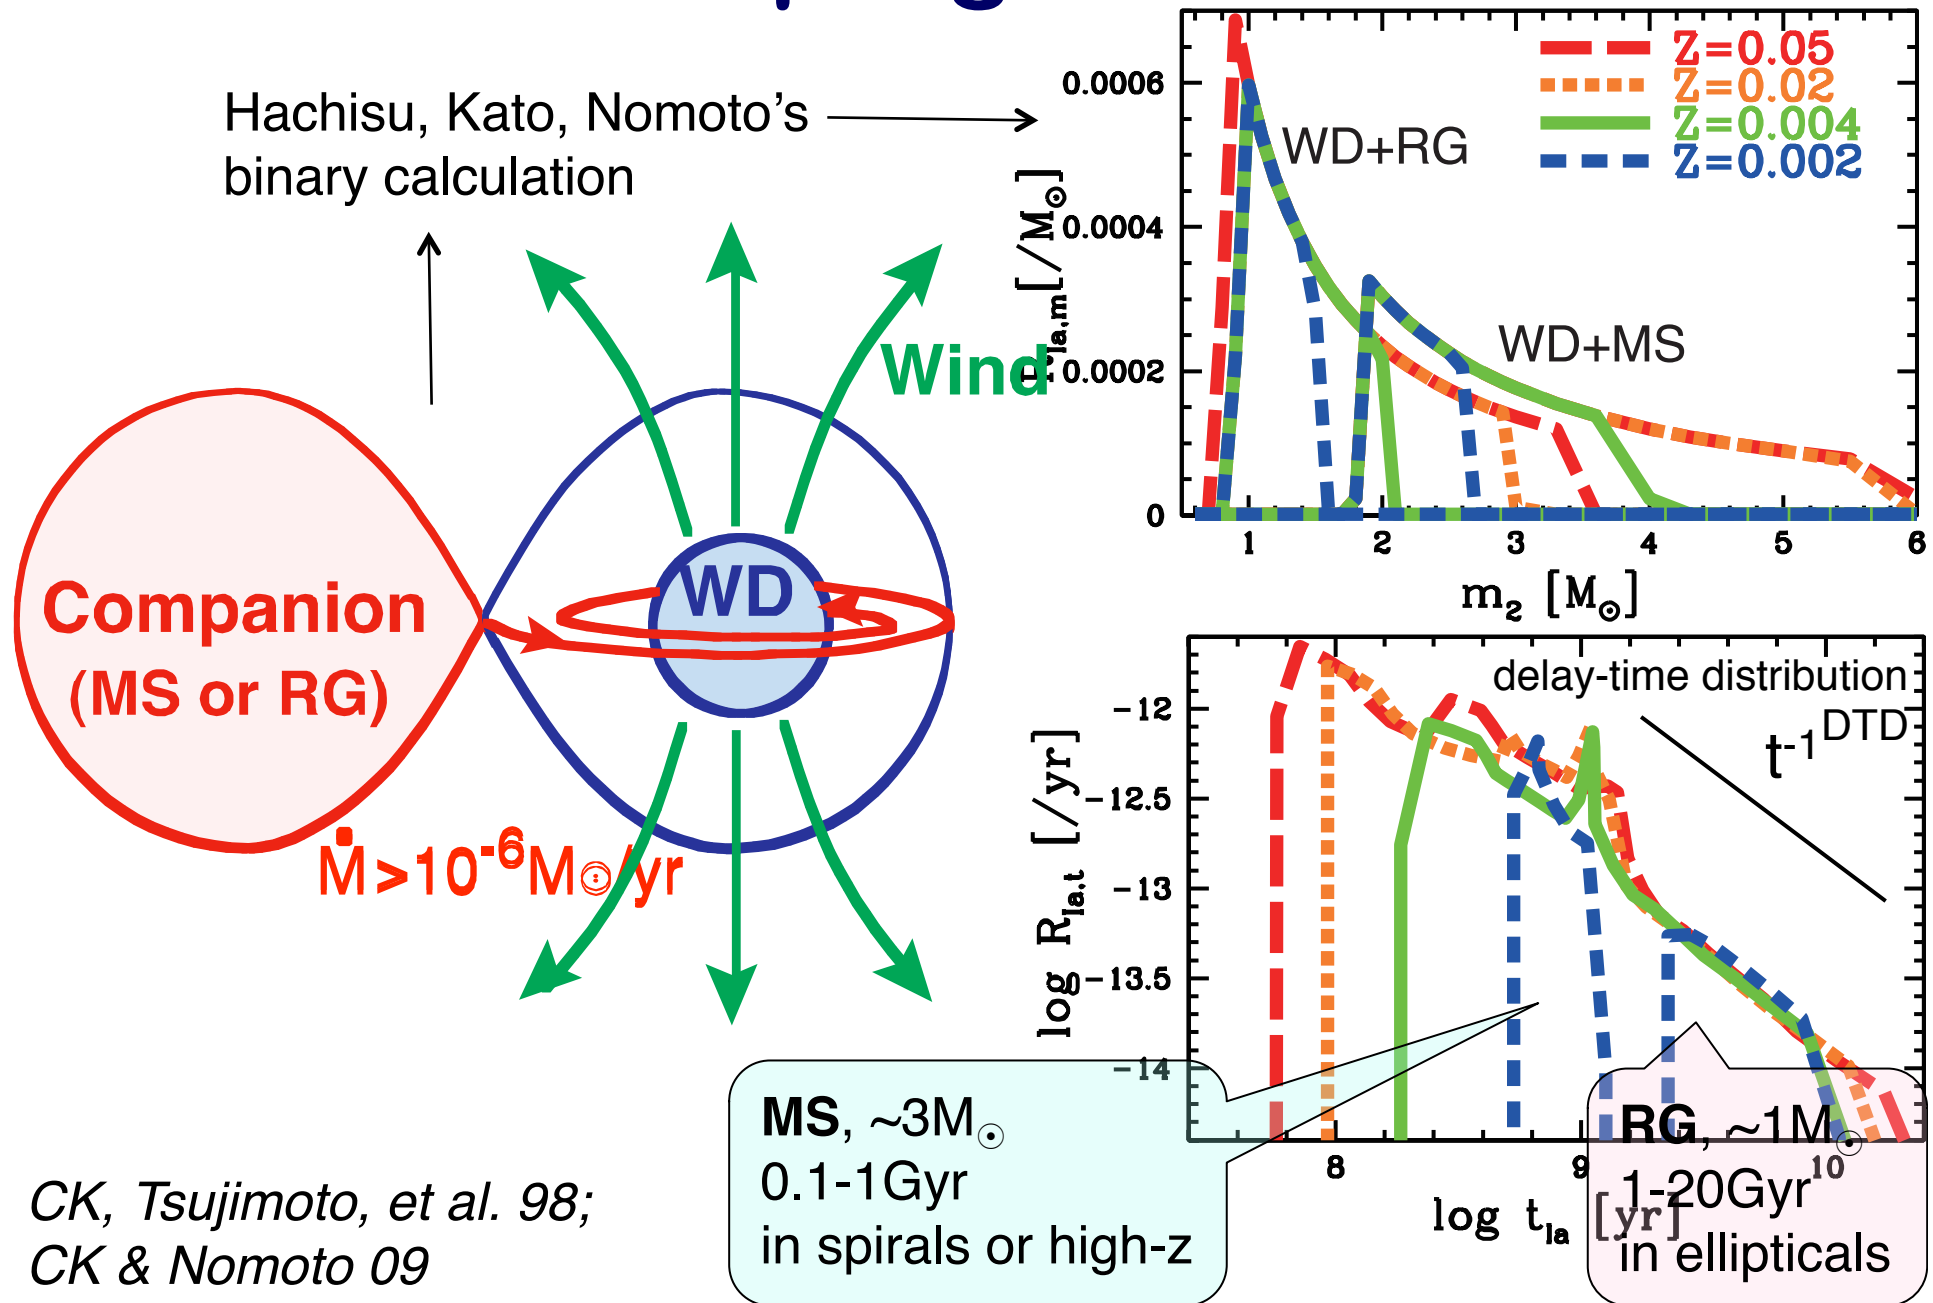 Hachisu, Kato, Nomoto's
binary calculation
Wind
WD
Companion
(MS or RG)
Ṁ>10⁻⁶M☉/yr
CK, Tsujimoto, et al. 98;
CK & Nomoto 09
Z=0.05
Z=0.02
Z=0.004
Z=0.002
WD+RG
WD+MS
0.0006
0.0004
0.0002
0
[/M☉]
1 2 3 4 5 6
m₂ [M☉]
delay-time distribution
DTD
t⁻¹
-12
-12.5
-13
-13.5
-14
log R_Ia,t [/yr]
8 9 10
log t_Ia [yr]
MS, ~3M☉
0.1-1Gyr
in spirals or high-z
RG, ~1M☉
1-20Gyr
in ellipticals